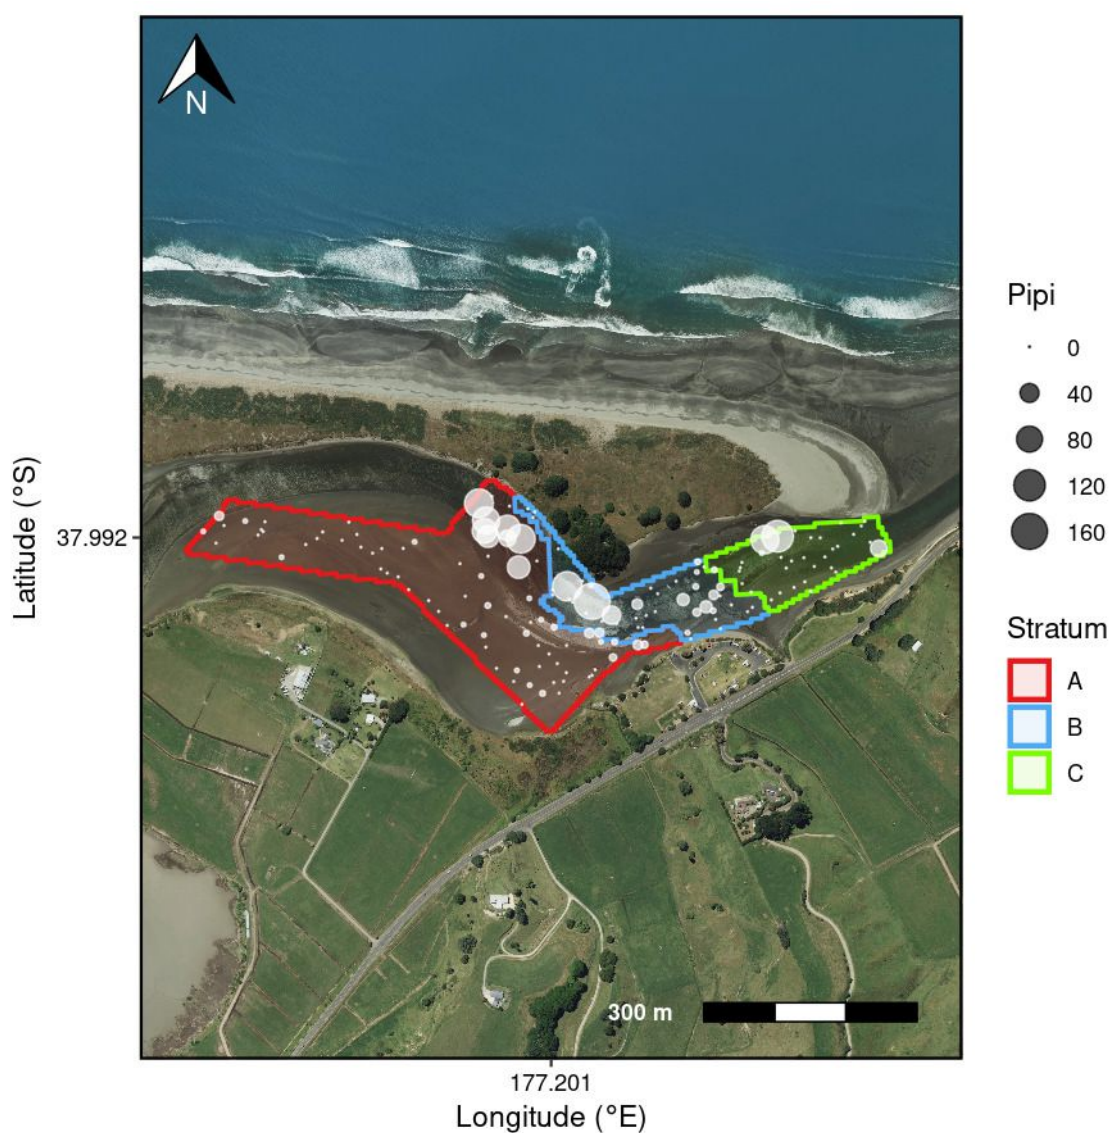 N
Latitude (°S)
37.992
300 m
177.201
Longitude (°E)
Pipi
0
40
80
120
160
Stratum
A
B
C